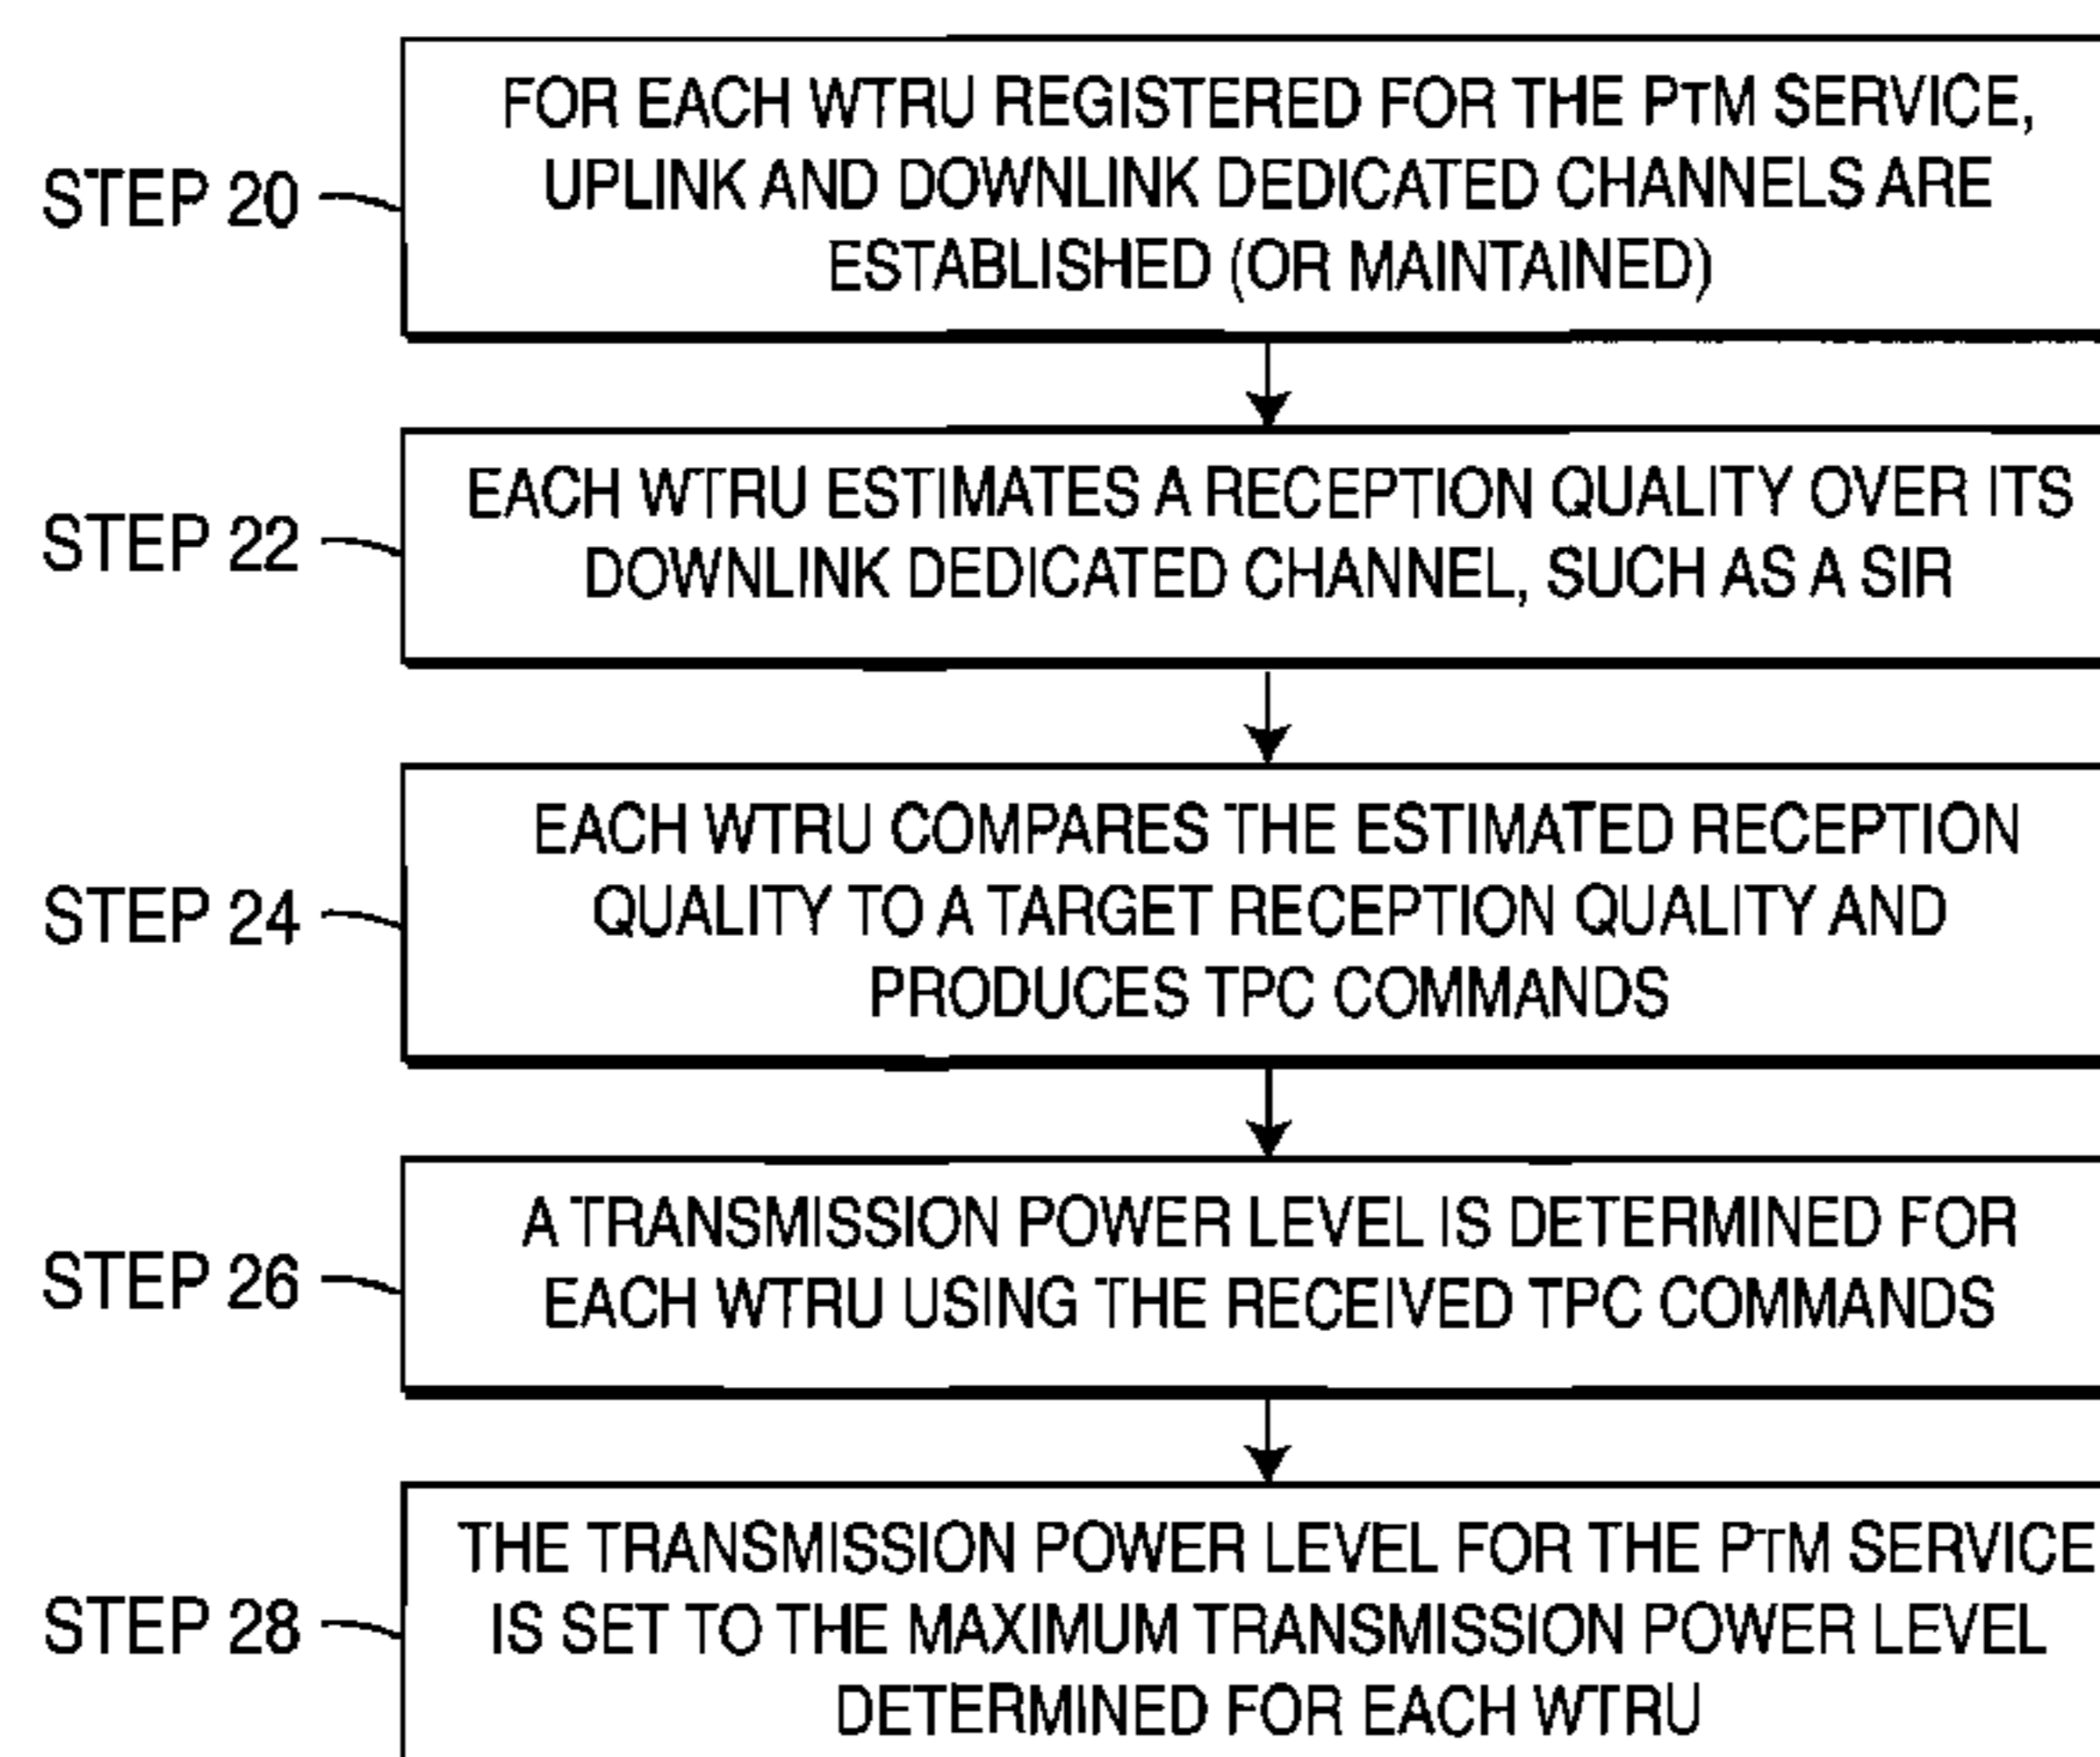 FOR EACH WTRU REGISTERED FOR THE PTM SERVICE,
UPLINK AND DOWNLINK DEDICATED CHANNELS ARE
ESTABLISHED (OR MAINTAINED)
STEP 20
EACH WTRU ESTIMATES A RECEPTION QUALITY OVER ITS
DOWNLINK DEDICATED CHANNEL, SUCH AS A SIR
STEP 22
EACH WTRU COMPARES THE ESTIMATED RECEPTION
QUALITY TO A TARGET RECEPTION QUALITY AND
PRODUCES TPC COMMANDS
STEP 24
A TRANSMISSION POWER LEVEL IS DETERMINED FOR
EACH WTRU USING THE RECEIVED TPC COMMANDS
STEP 26
THE TRANSMISSION POWER LEVEL FOR THE PTM SERVICE
IS SET TO THE MAXIMUM TRANSMISSION POWER LEVEL
DETERMINED FOR EACH WTRU
STEP 28